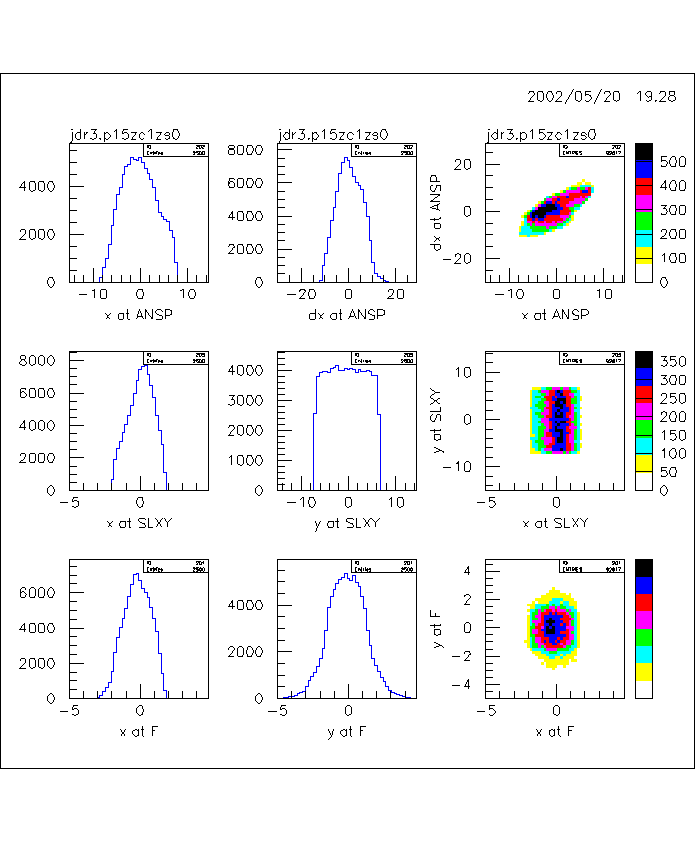 2002/05/20 19.28
jdr3.p15zc1zs0 jdr3.p15zc1zs0 jdr3.p15zc1zs0
4000 2000 0
−10 0 10
x at ANSP
8000 6000 4000 2000 0
−20 0 20
dx at ANSP
dx at ANSP
20 0 −20
−10 0 10
x at ANSP
500 400 300 200 100 0
8000 6000 4000 2000 0
−5 0
x at SLXY
4000 3000 2000 1000 0
−10 0 10
y at SLXY
y at SLXY
10 0 −10
−5 0
x at SLXY
350 300 250 200 150 100 50 0
6000 4000 2000 0
−5 0
x at F
4000 2000 0
−5 0
y at F
y at F
4 2 0 −2 −4
−5 0
x at F